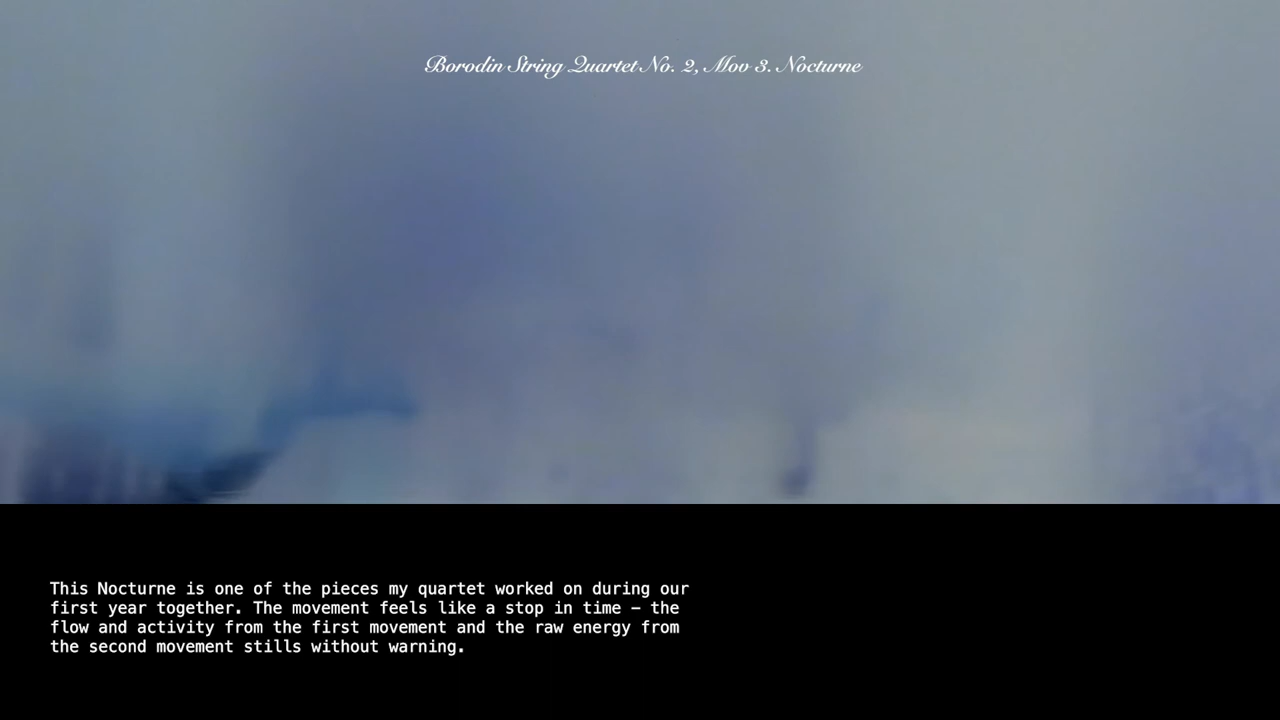 Borodin String Quartet No. 2, Mov 3. Nocturne
This Nocturne is one of the pieces my quartet worked on during our
first year together. The movement feels like a stop in time – the
flow and activity from the first movement and the raw energy from
the second movement stills without warning.